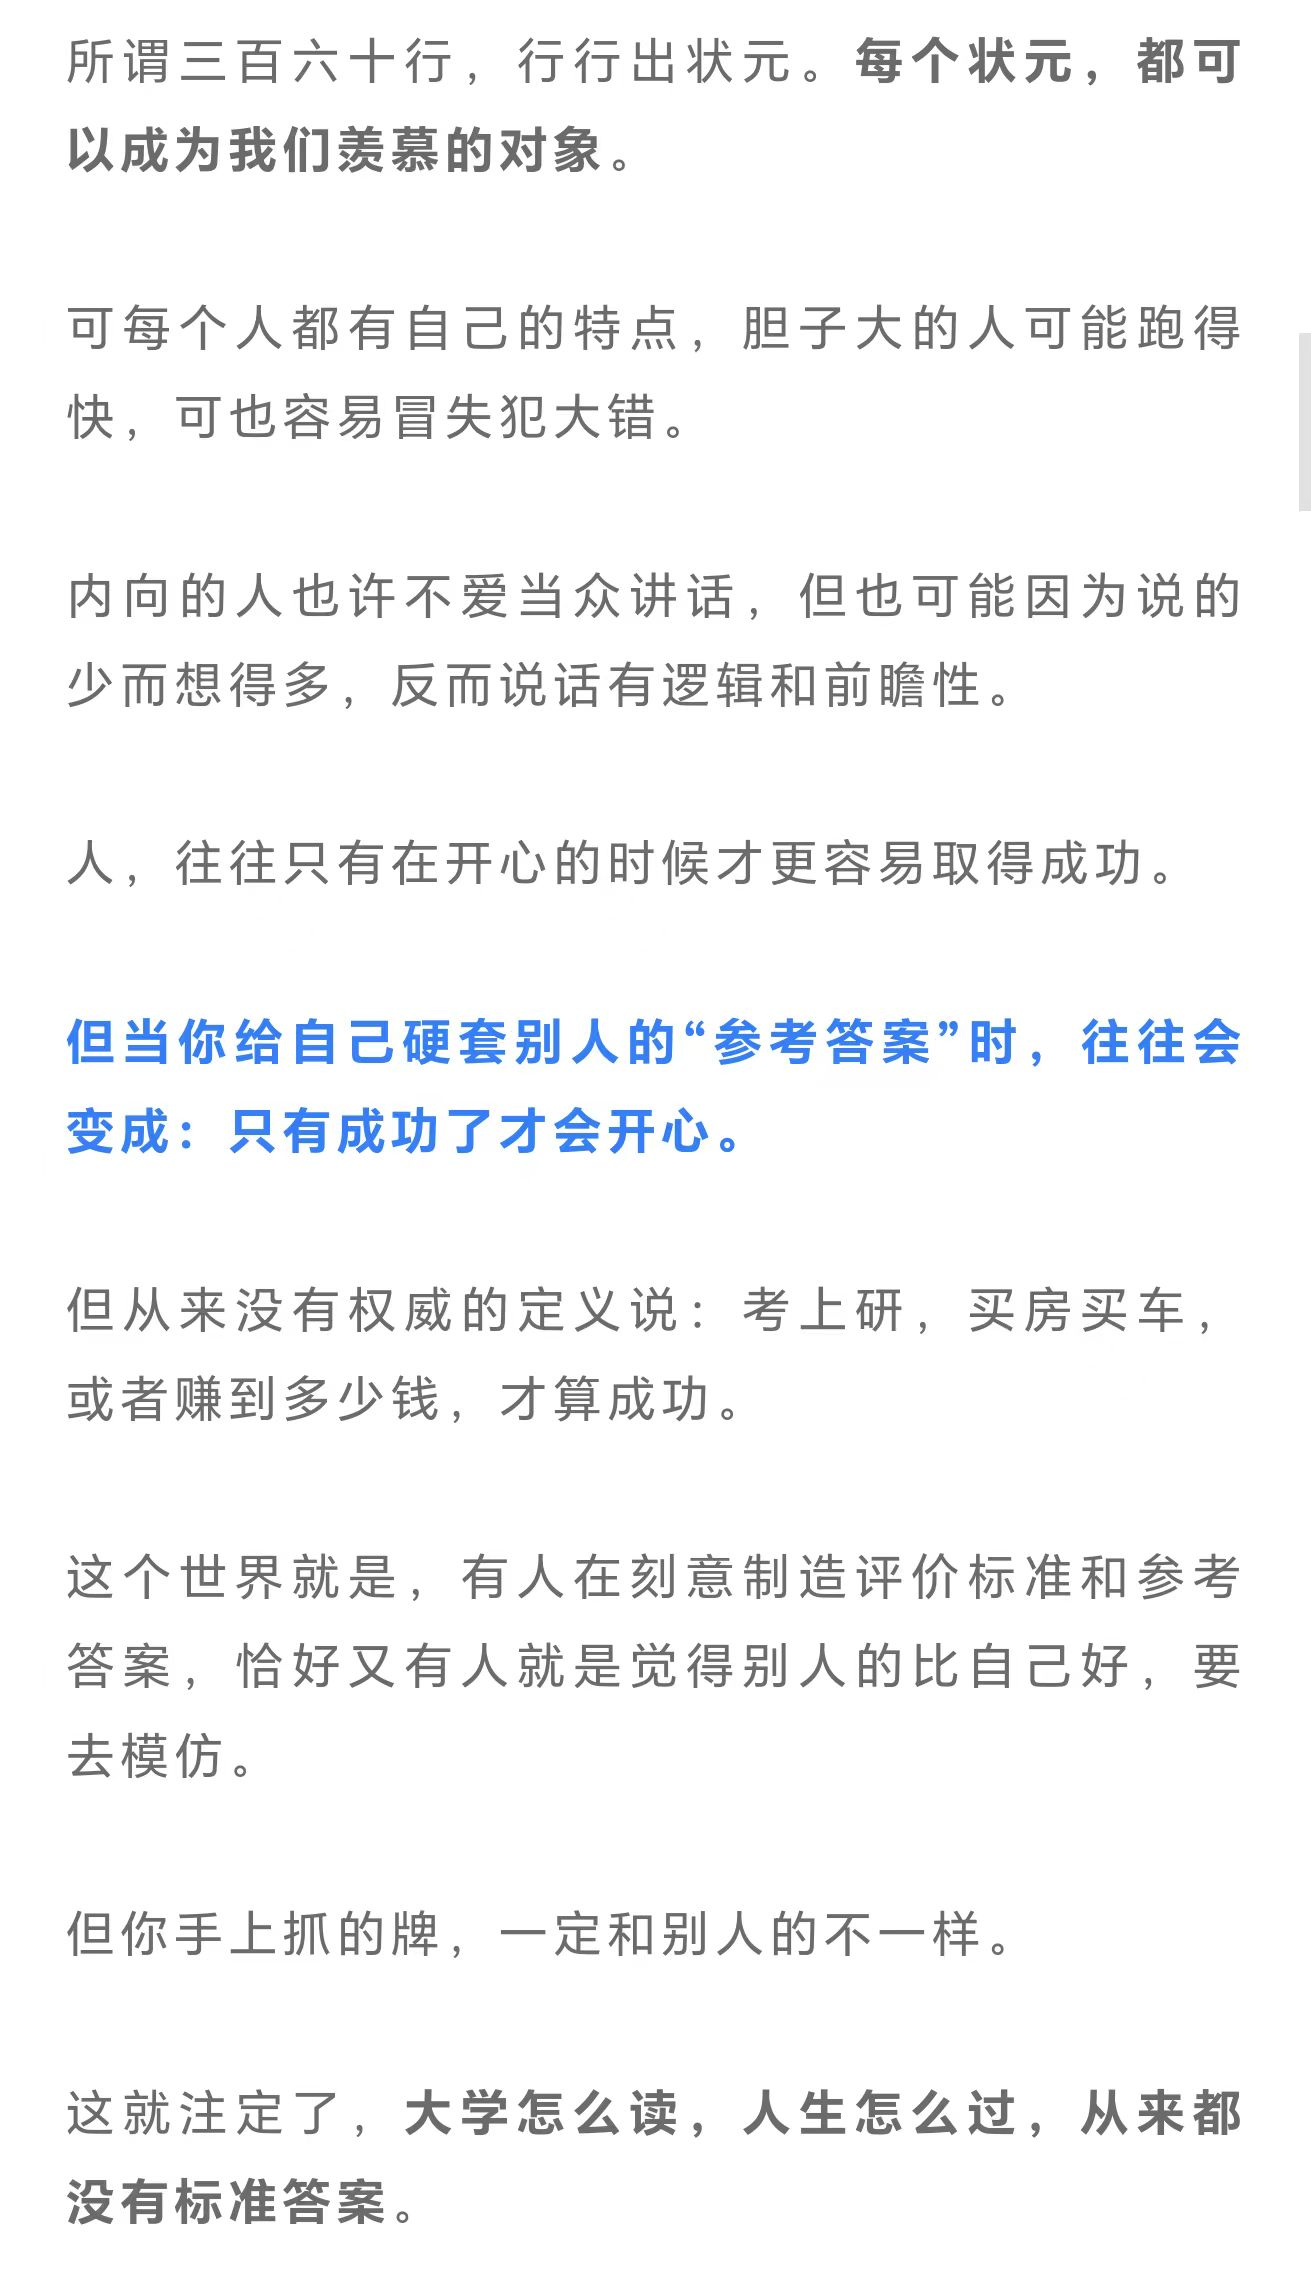 所谓三百六十行，行行出状元。每个状元，都可
以成为我们羡慕的对象。
可每个人都有自己的特点，胆子大的人可能跑得
快，可也容易冒失犯大错。
内向的人也许不爱当众讲话，但也可能因为说的
少而想得多，反而说话有逻辑和前瞻性。
人，往往只有在开心的时候才更容易取得成功。
但当你给自己硬套别人的“参考答案”时，往往会
变成：只有成功了才会开心。
但从来没有权威的定义说：考上研，买房买车，
或者赚到多少钱，才算成功。
这个世界就是，有人在刻意制造评价标准和参考
答案，恰好又有人就是觉得别人的比自己好，要
去模仿。
但你手上抓的牌，一定和别人的不一样。
这就注定了，大学怎么读，人生怎么过，从来都
没有标准答案。